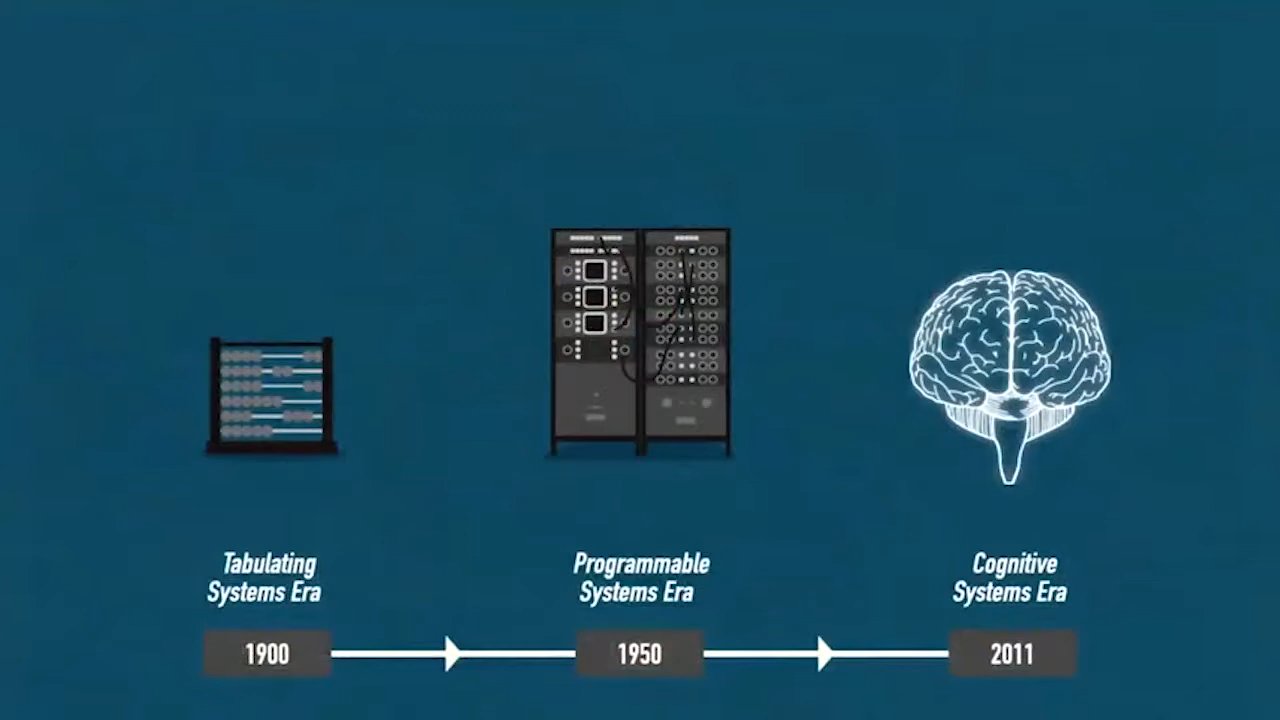 Tabulating
Systems Era
Programmable
Systems Era
Cognitive
Systems Era
1900
1950
2011